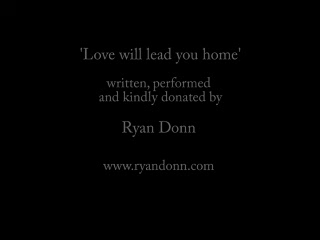 'Love will lead you home'
written, performed
and kindly donated by
Ryan Donn
www.ryandonn.com